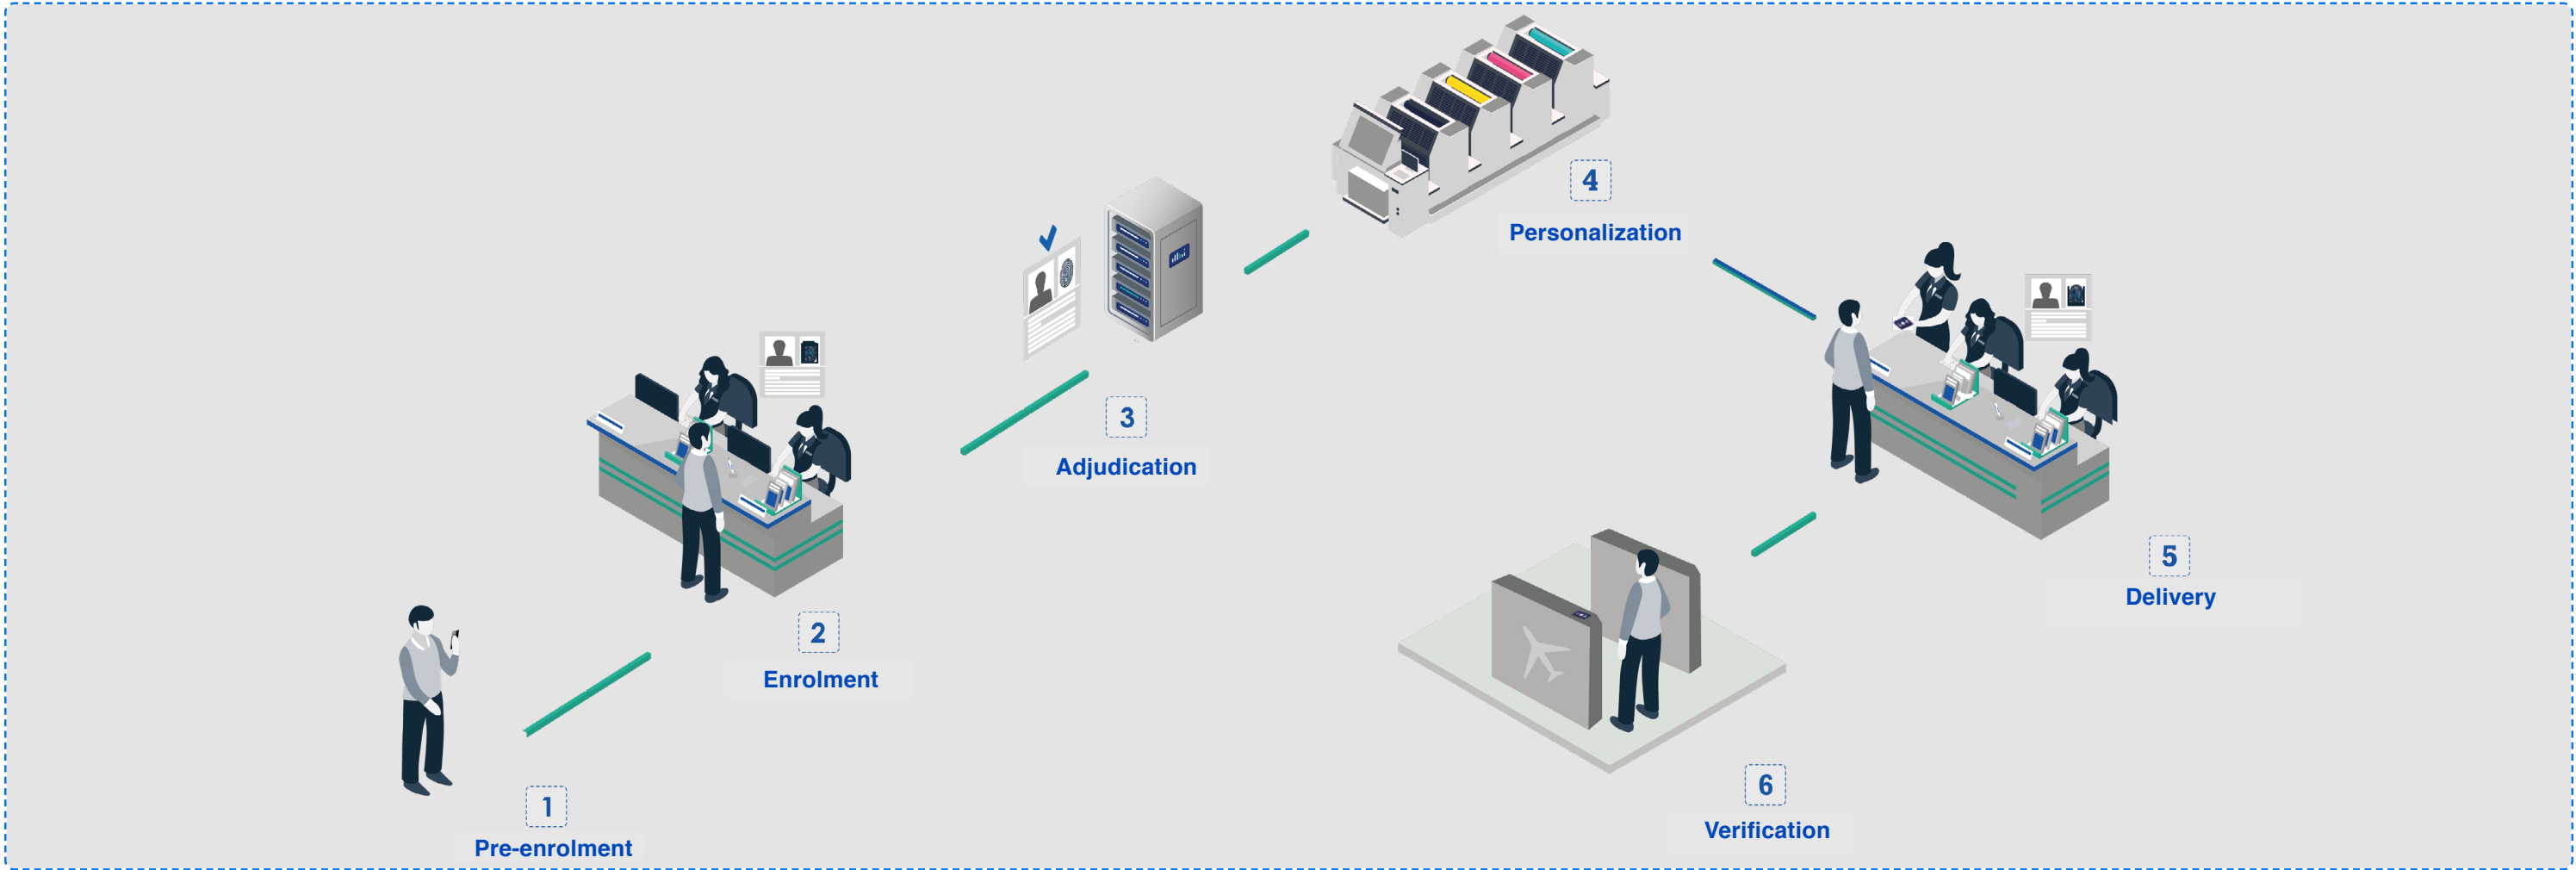 1
Pre-enrolment
2
Enrolment
3
Adjudication
4
Personalization
5
Delivery
6
Verification